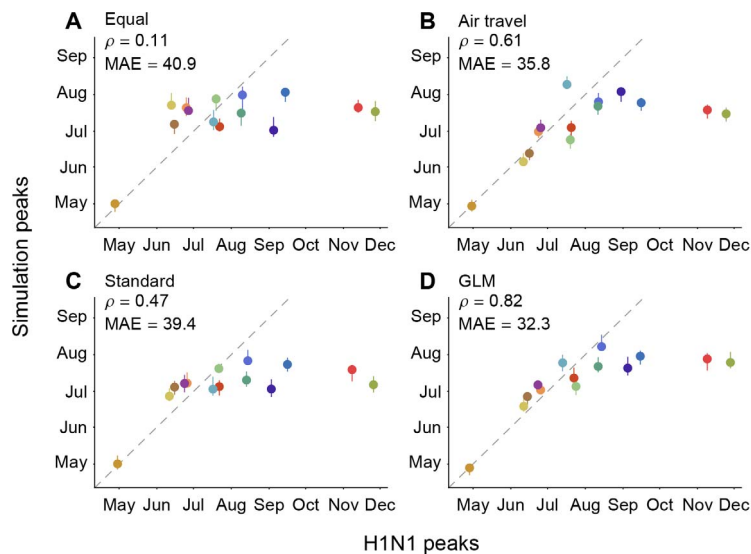 A Equal
ρ = 0.11
MAE = 40.9
Sep
Aug
Jul
Jun
May
May Jun Jul Aug Sep Oct Nov Dec
B Air travel
ρ = 0.61
MAE = 35.8
Sep
Aug
Jul
Jun
May
May Jun Jul Aug Sep Oct Nov Dec
C Standard
ρ = 0.47
MAE = 39.4
Sep
Aug
Jul
Jun
May
May Jun Jul Aug Sep Oct Nov Dec
D GLM
ρ = 0.82
MAE = 32.3
Sep
Aug
Jul
Jun
May
May Jun Jul Aug Sep Oct Nov Dec
Simulation peaks
H1N1 peaks